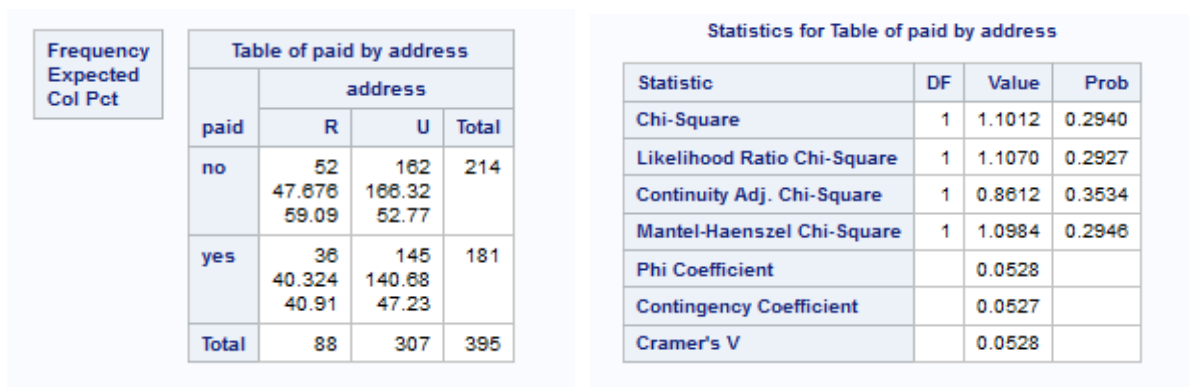 Frequency
Expected
Col Pct
Table of paid by address
address
paid R U Total
no 52 162 214
47.676 166.32
59.09 52.77
yes 36 145 181
40.324 140.68
40.91 47.23
Total 88 307 395
Statistics for Table of paid by address
Statistic DF Value Prob
Chi-Square 1 1.1012 0.2940
Likelihood Ratio Chi-Square 1 1.1070 0.2927
Continuity Adj. Chi-Square 1 0.8612 0.3534
Mantel-Haenszel Chi-Square 1 1.0984 0.2946
Phi Coefficient 0.0528
Contingency Coefficient 0.0527
Cramer's V 0.0528